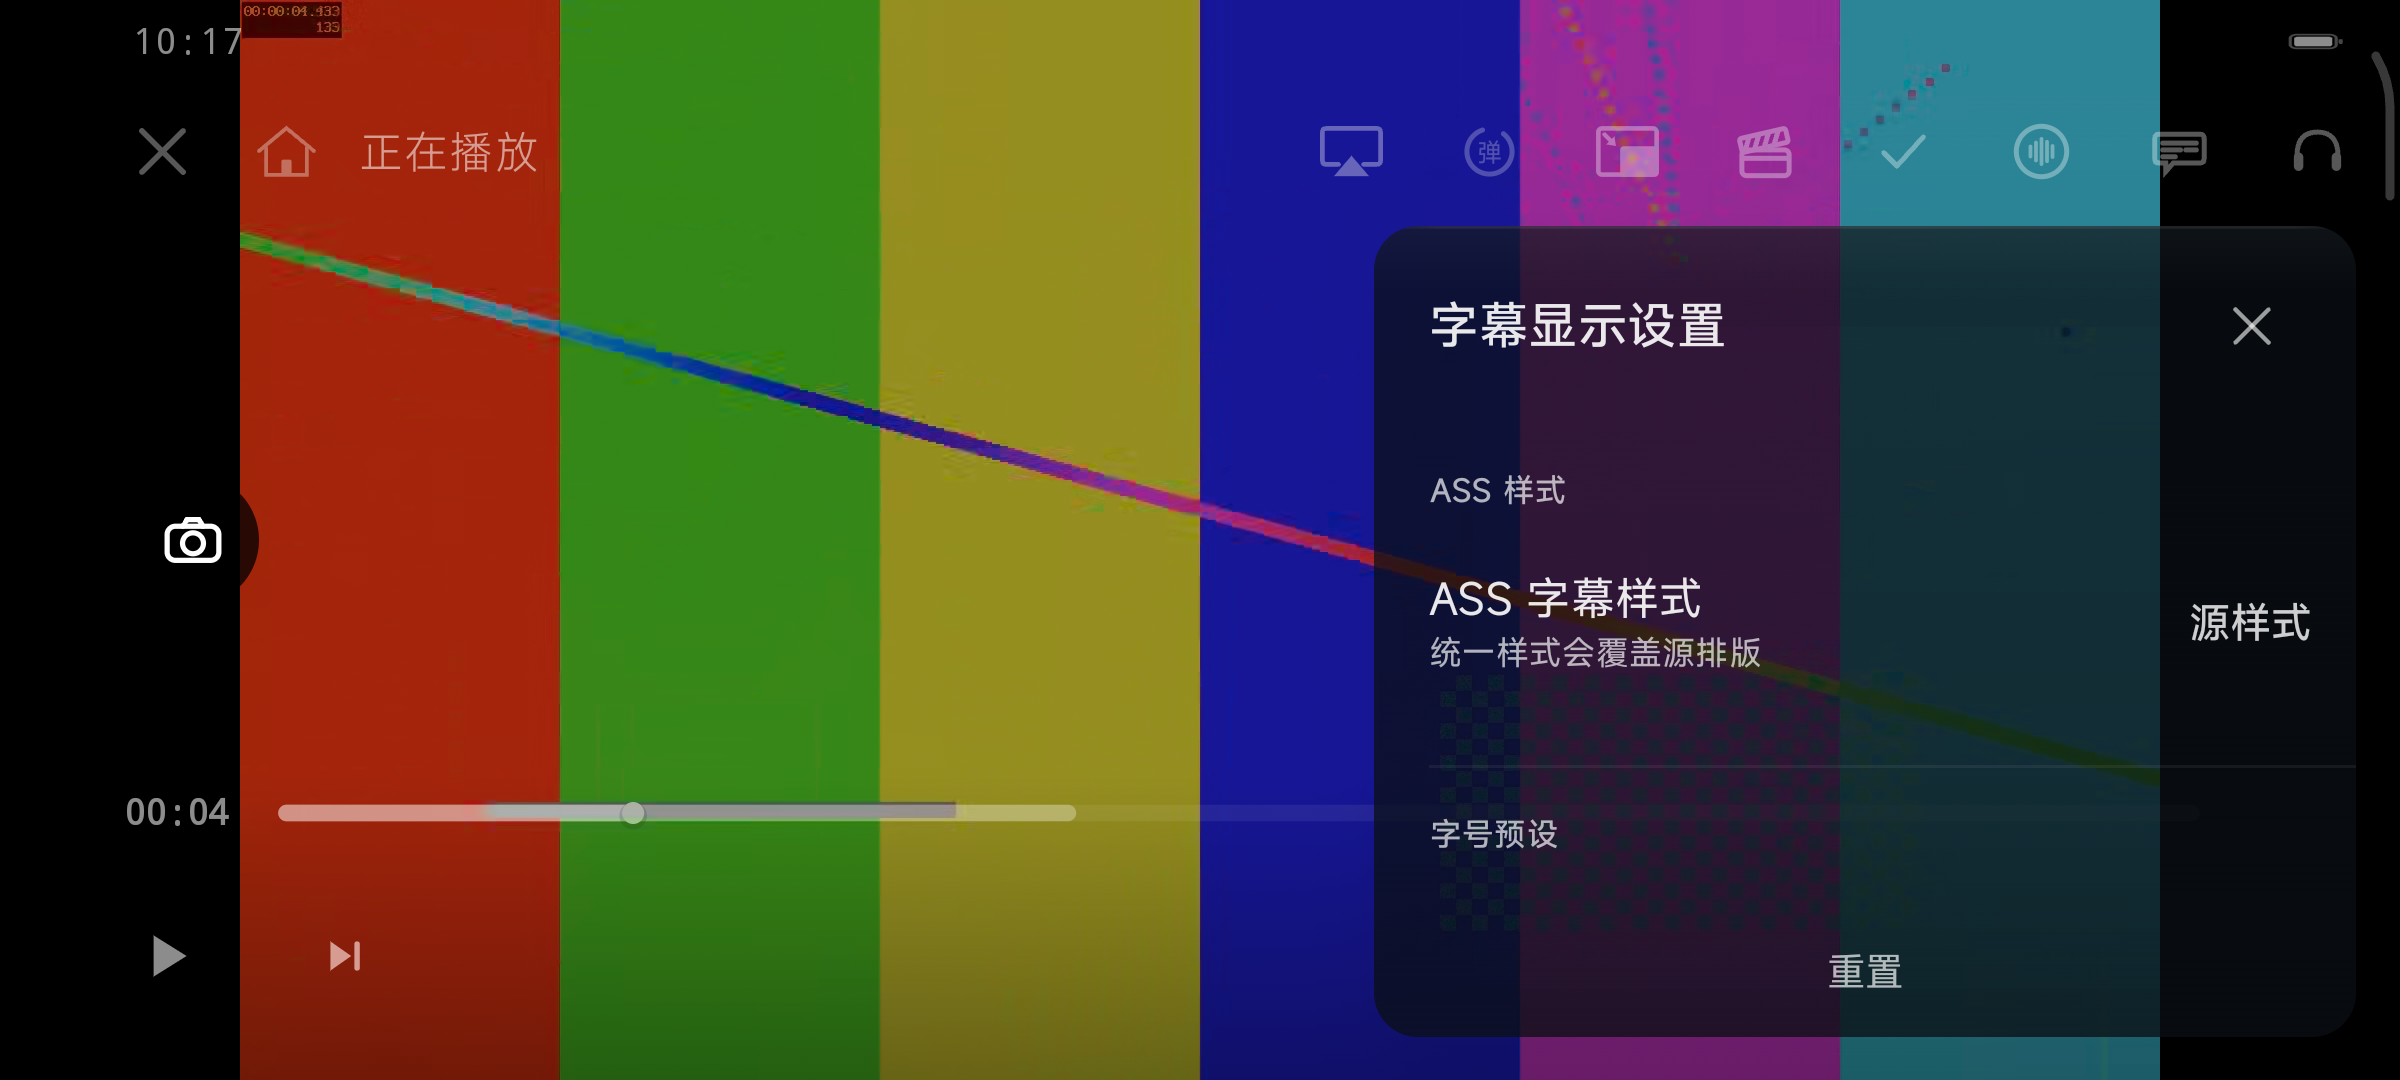 00:00:04.433
133
10:17
正在播放
弹
字幕显示设置
ASS 样式
ASS 字幕样式
源样式
统一样式会覆盖源排版
00:04
字号预设
重置